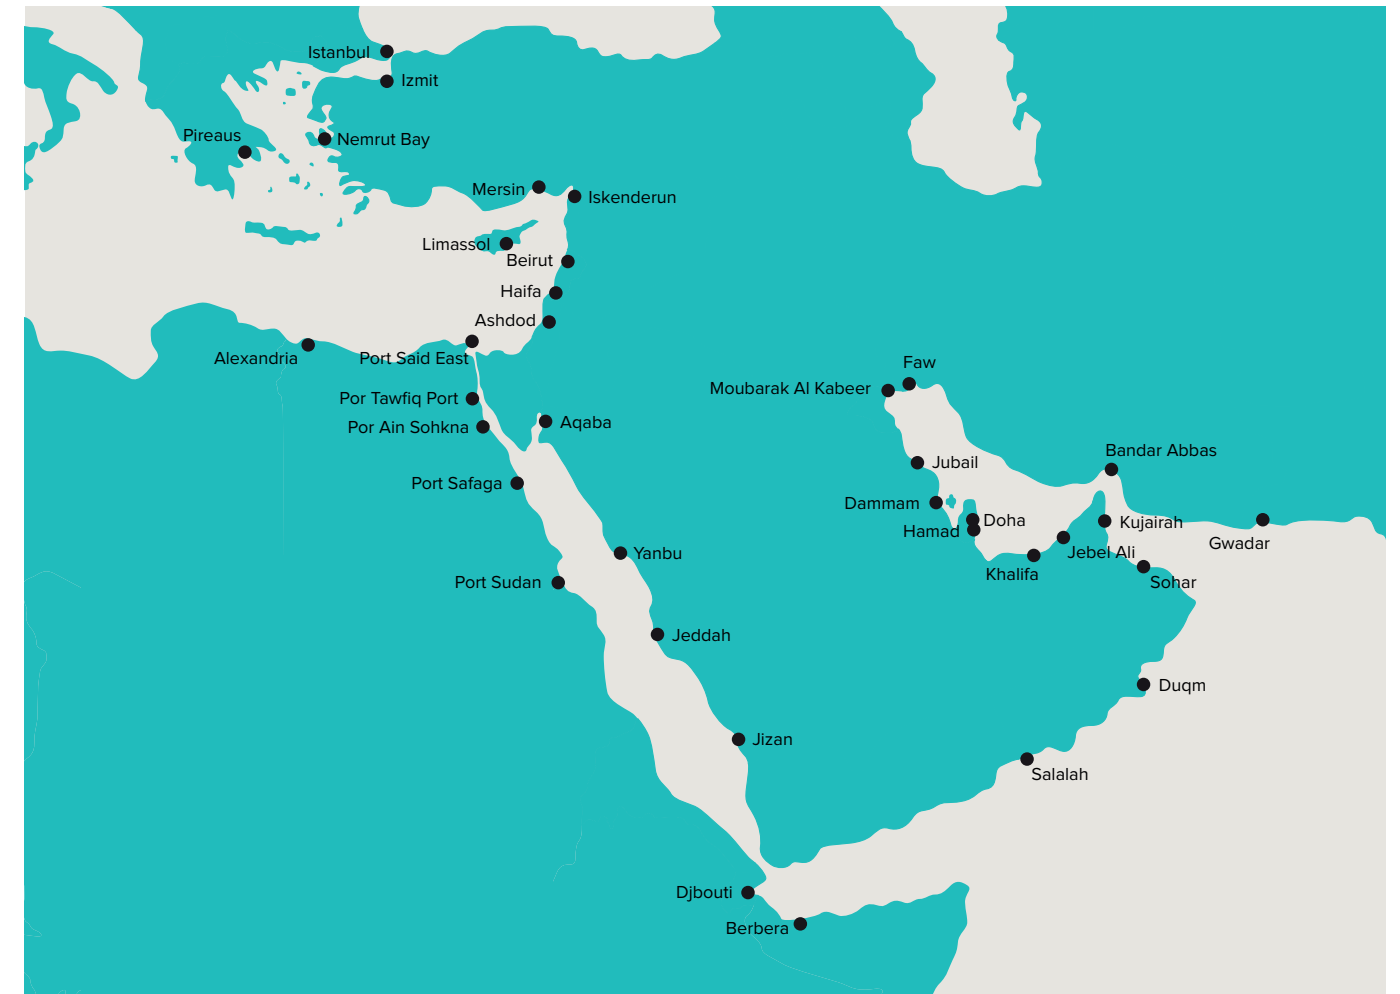 Istanbul
Izmit
Pireaus
Nemrut Bay
Mersin
Iskenderun
Limassol
Beirut
Haifa
Ashdod
Alexandria
Port Said East
Faw
Moubarak Al Kabeer
Por Tawfiq Port
Por Ain Sohkna
Aqaba
Bandar Abbas
Jubail
Port Safaga
Dammam
Doha
Kujairah
Hamad
Gwadar
Jebel Ali
Yanbu
Khalifa
Port Sudan
Sohar
Jeddah
Duqm
Jizan
Salalah
Djbouti
Berbera